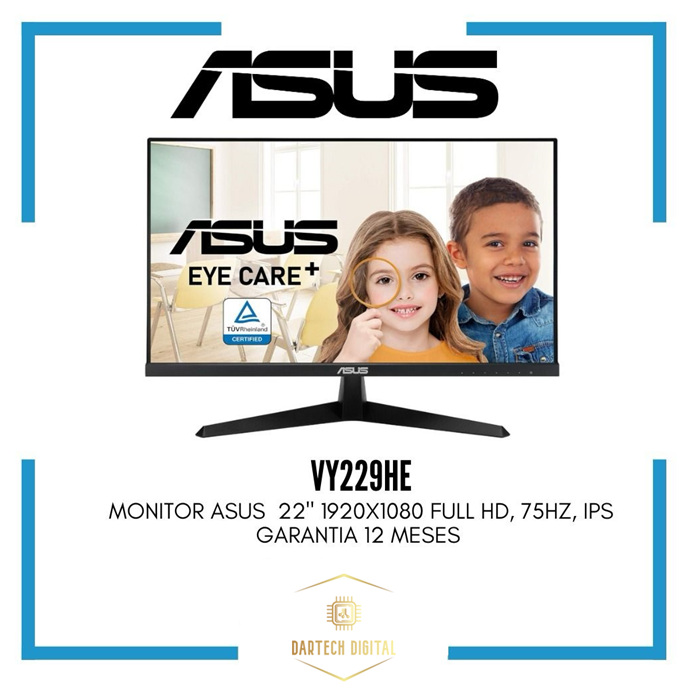 ASUS
ASUS
EYE CARE+
TÜVRheinland
CERTIFIED
ASUS
VY229HE
MONITOR ASUS 22" 1920X1080 FULL HD, 75HZ, IPS
GARANTIA 12 MESES
DARTECH DIGITAL